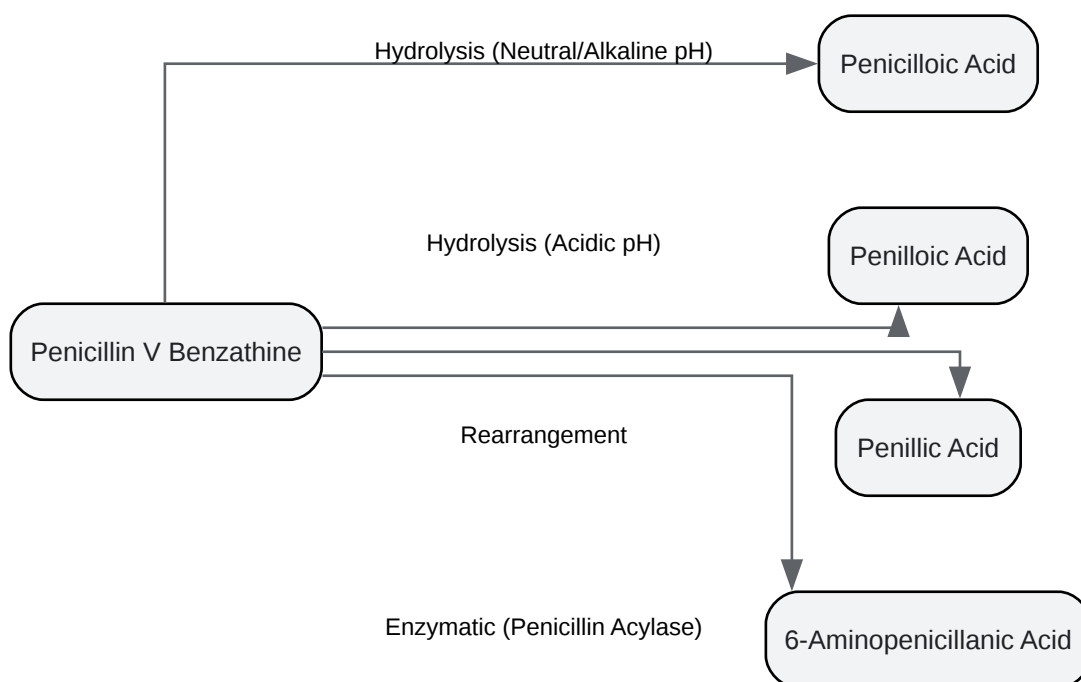 Hydrolysis (Neutral/Alkaline pH)
Penicilloic Acid
Hydrolysis (Acidic pH)
Penilloic Acid
Penicillin V Benzathine
Rearrangement
Penillic Acid
Enzymatic (Penicillin Acylase)
6-Aminopenicillanic Acid